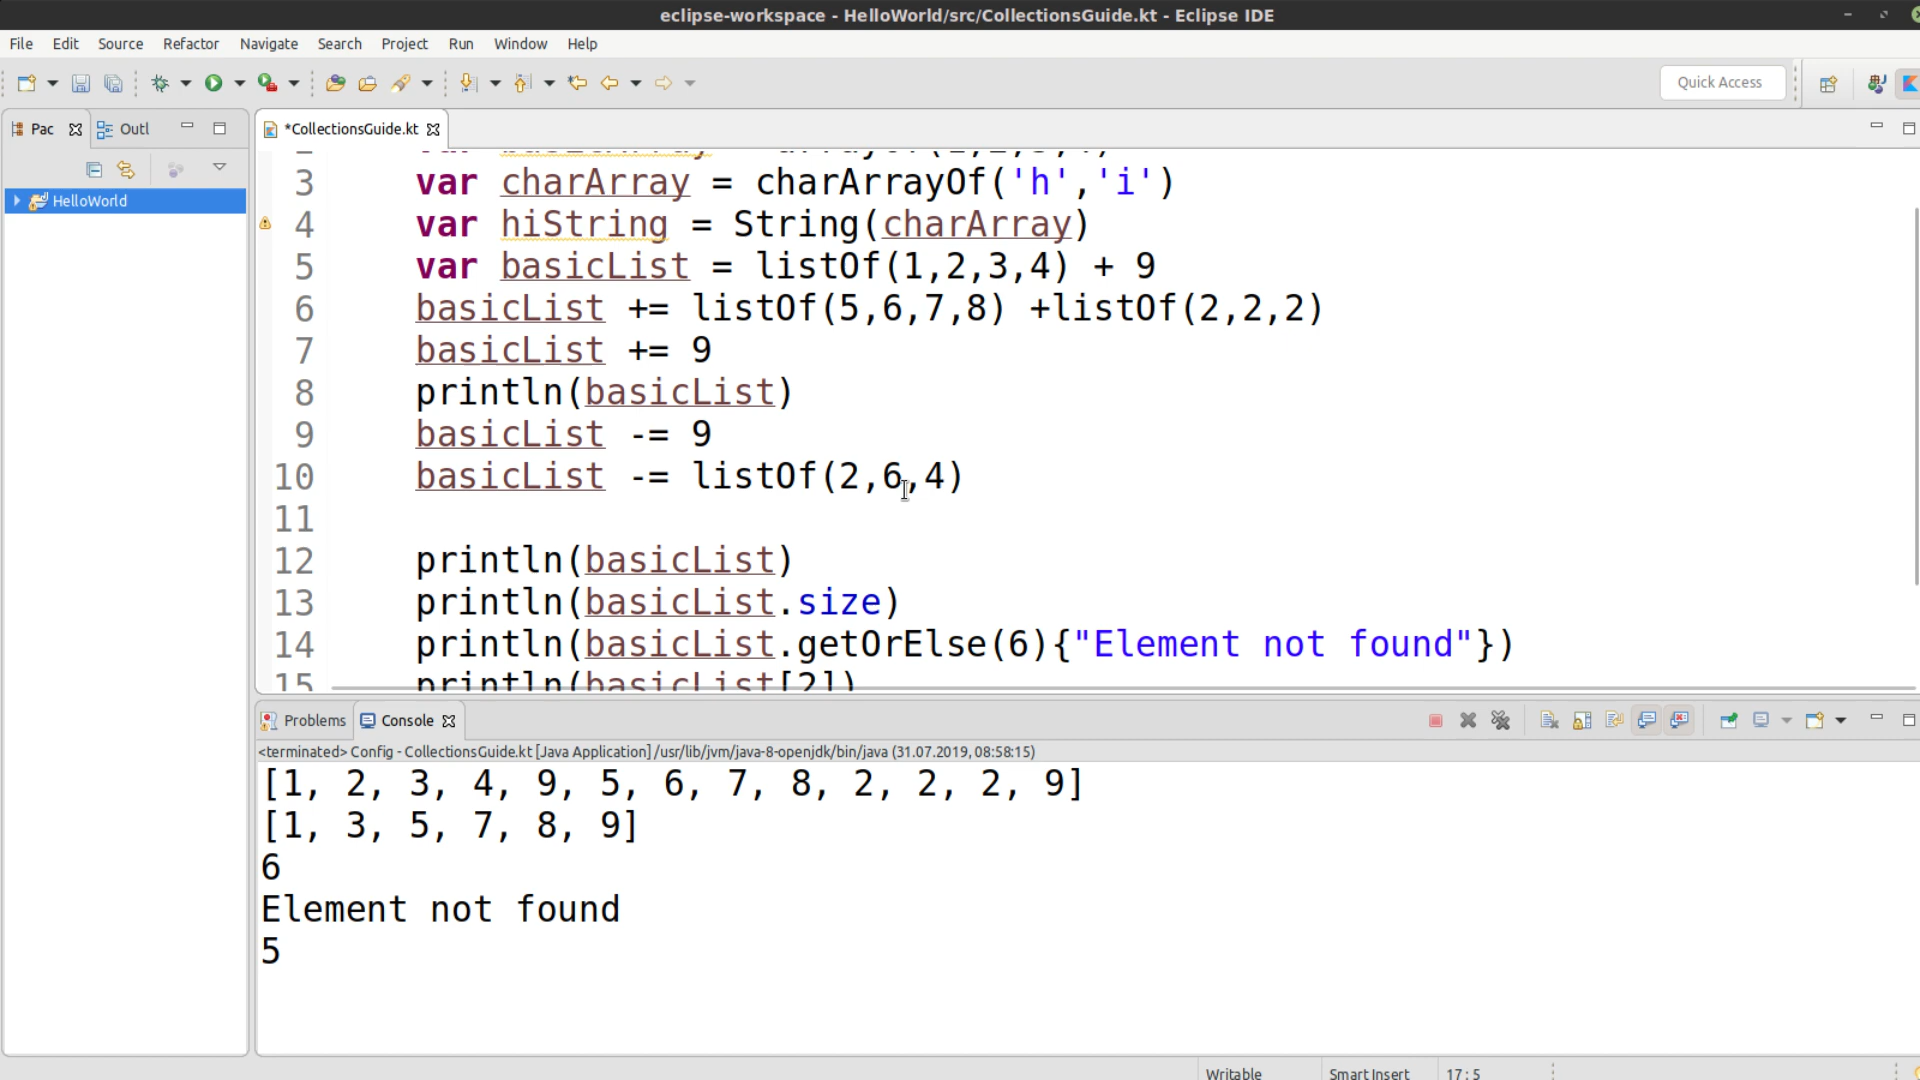 eclipse-workspace - HelloWorld/src/CollectionsGuide.kt - Eclipse IDE
File Edit Source Refactor Navigate Search Project Run Window Help
Quick Access
Pac Outl *CollectionsGuide.kt
HelloWorld
3 var charArray = charArrayOf('h','i')
4 var hiString = String(charArray)
5 var basicList = listOf(1,2,3,4) + 9
6 basicList += listOf(5,6,7,8) +listOf(2,2,2)
7 basicList += 9
8 println(basicList)
9 basicList -= 9
10 basicList -= listOf(2,6,4)
11
12 println(basicList)
13 println(basicList.size)
14 println(basicList.getOrElse(6){"Element not found"})
15 println(basicList[2])
Problems Console
<terminated> Config - CollectionsGuide.kt [Java Application] /usr/lib/jvm/java-8-openjdk/bin/java (31.07.2019, 08:58:15)
[1, 2, 3, 4, 9, 5, 6, 7, 8, 2, 2, 2, 9]
[1, 3, 5, 7, 8, 9]
6
Element not found
5
Writable Smart Insert 17 : 5